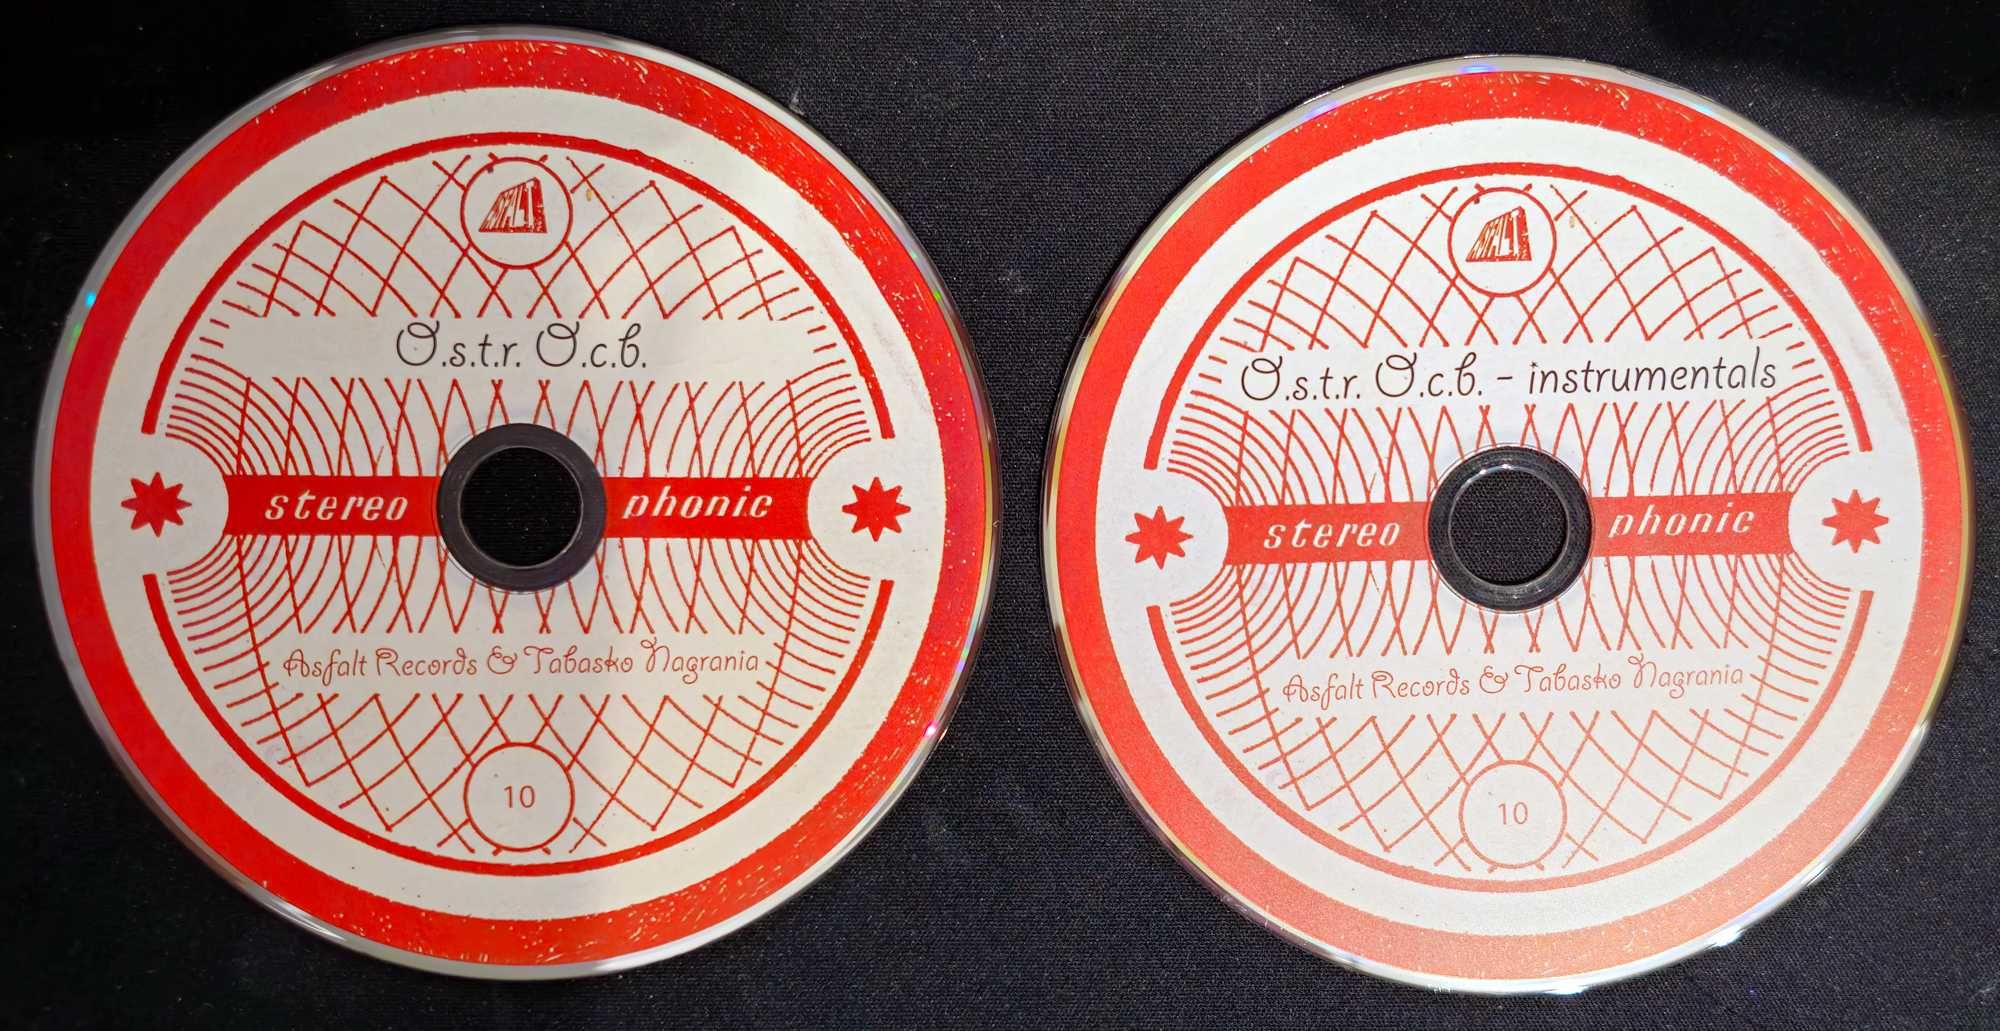 ASFALT
O.s.t.r. O.c.b.
stereo phonic
Asfalt Records & Tabasko Nagrania
10
ASFALT
O.s.t.r. O.c.b. - instrumentals
stereo phonic
Asfalt Records & Tabasko Nagrania
10